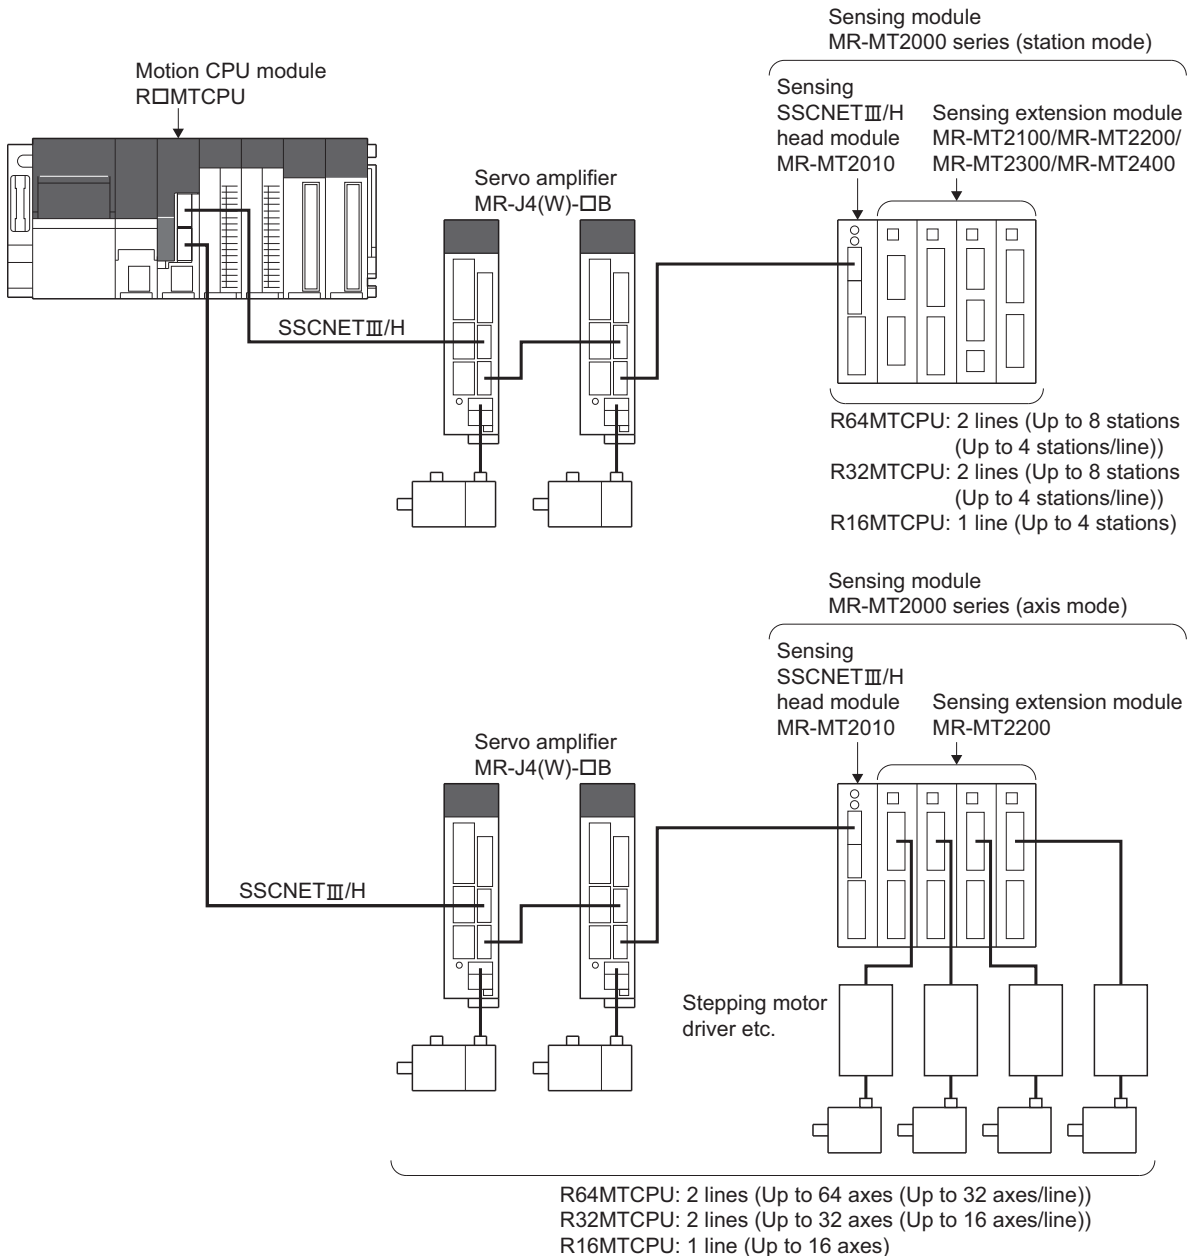 Sensing module
MR-MT2000 series (station mode)
Motion CPU module
R□MTCPU
Sensing
SSCNETⅢ/H
head module
MR-MT2010
Sensing extension module
MR-MT2100/MR-MT2200/
MR-MT2300/MR-MT2400
Servo amplifier
MR-J4(W)-□B
SSCNETⅢ/H
R64MTCPU: 2 lines (Up to 8 stations
(Up to 4 stations/line))
R32MTCPU: 2 lines (Up to 8 stations
(Up to 4 stations/line))
R16MTCPU: 1 line (Up to 4 stations)
Sensing module
MR-MT2000 series (axis mode)
Sensing
SSCNETⅢ/H
head module
MR-MT2010
Sensing extension module
MR-MT2200
Servo amplifier
MR-J4(W)-□B
SSCNETⅢ/H
Stepping motor
driver etc.
R64MTCPU: 2 lines (Up to 64 axes (Up to 32 axes/line))
R32MTCPU: 2 lines (Up to 32 axes (Up to 16 axes/line))
R16MTCPU: 1 line (Up to 16 axes)